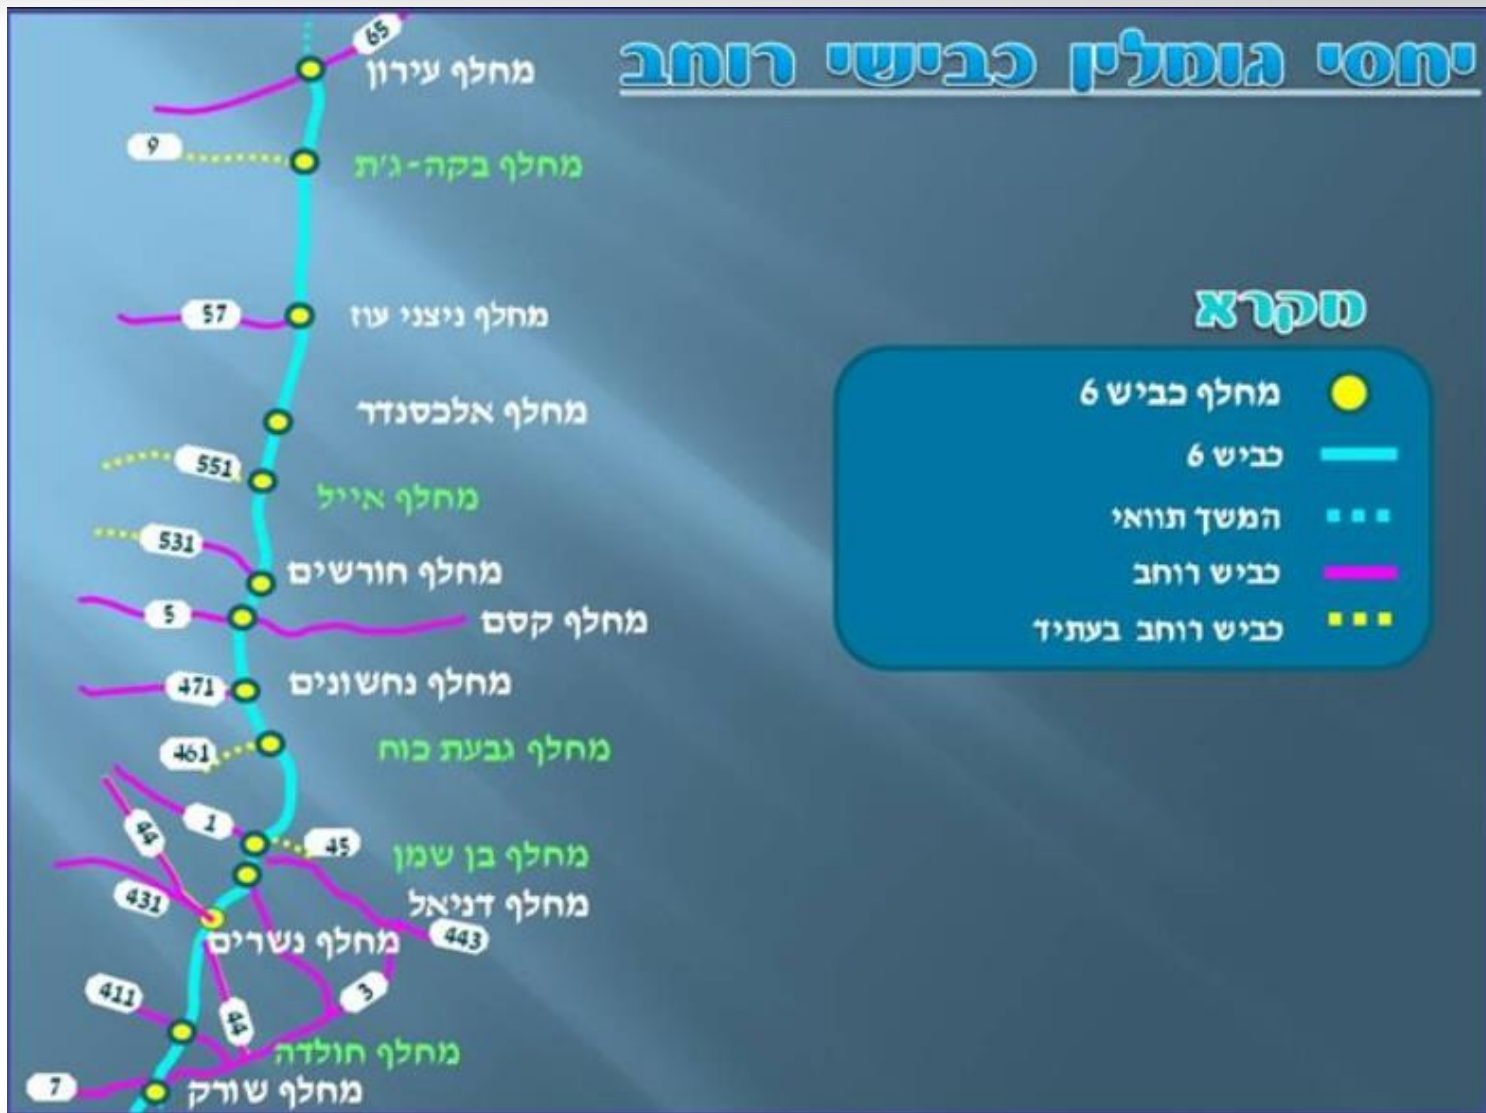 יחסי גומלין כבישי רוחב
65
מחלף עירון
9
מחלף בקה-ג'ת
57
מחלף ניצני עוז
מחלף אלכסנדר
551
מחלף אייל
531
מחלף חורשים
5
מחלף קסם
471
מחלף נחשונים
461
מחלף גבעת כוח
1
44
45
מחלף בן שמן
431
מחלף דניאל
443
מחלף נשרים
411
3
44
מחלף חולדה
7
מחלף שורק
מקרא
מחלף כביש 6
כביש 6
המשך תוואי
כביש רוחב
כביש רוחב בעתיד